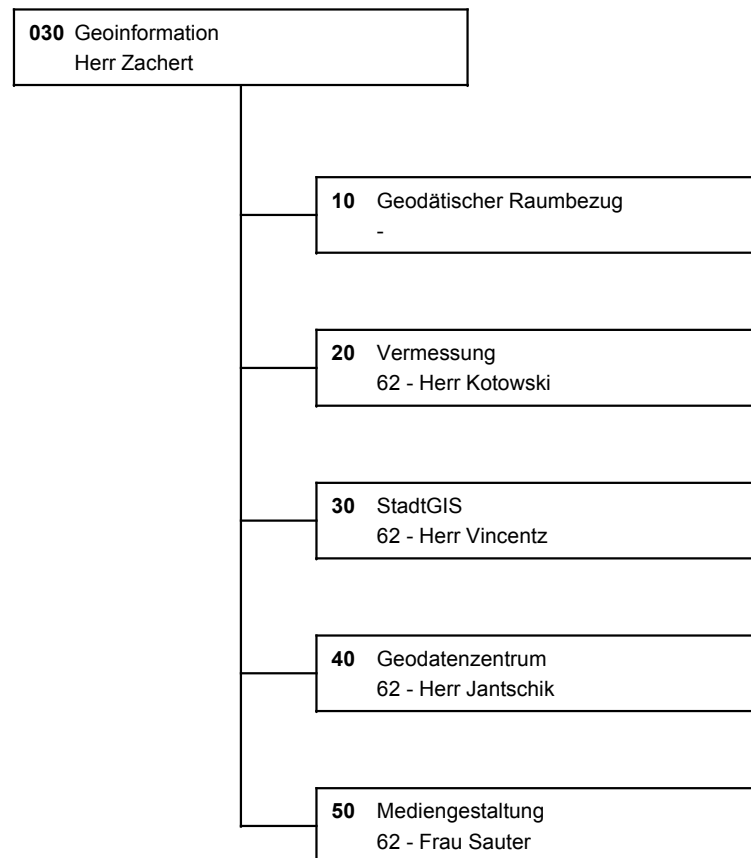 030 Geoinformation
Herr Zachert
10 Geodätischer Raumbezug
-
20 Vermessung
62 - Herr Kotowski
30 StadtGIS
62 - Herr Vincentz
40 Geodatenzentrum
62 - Herr Jantschik
50 Mediengestaltung
62 - Frau Sauter